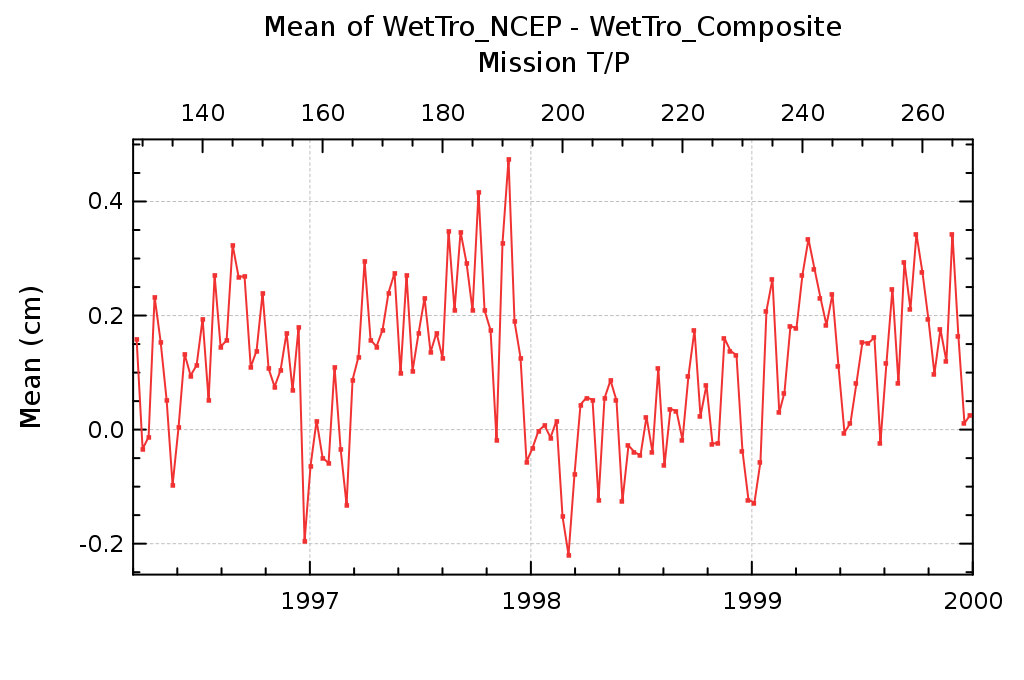 Mean of WetTro_NCEP - WetTro_Composite
Mission T/P
140 160 180 200 220 240 260
0.4
0.2
0.0
-0.2
Mean (cm)
1997 1998 1999 2000